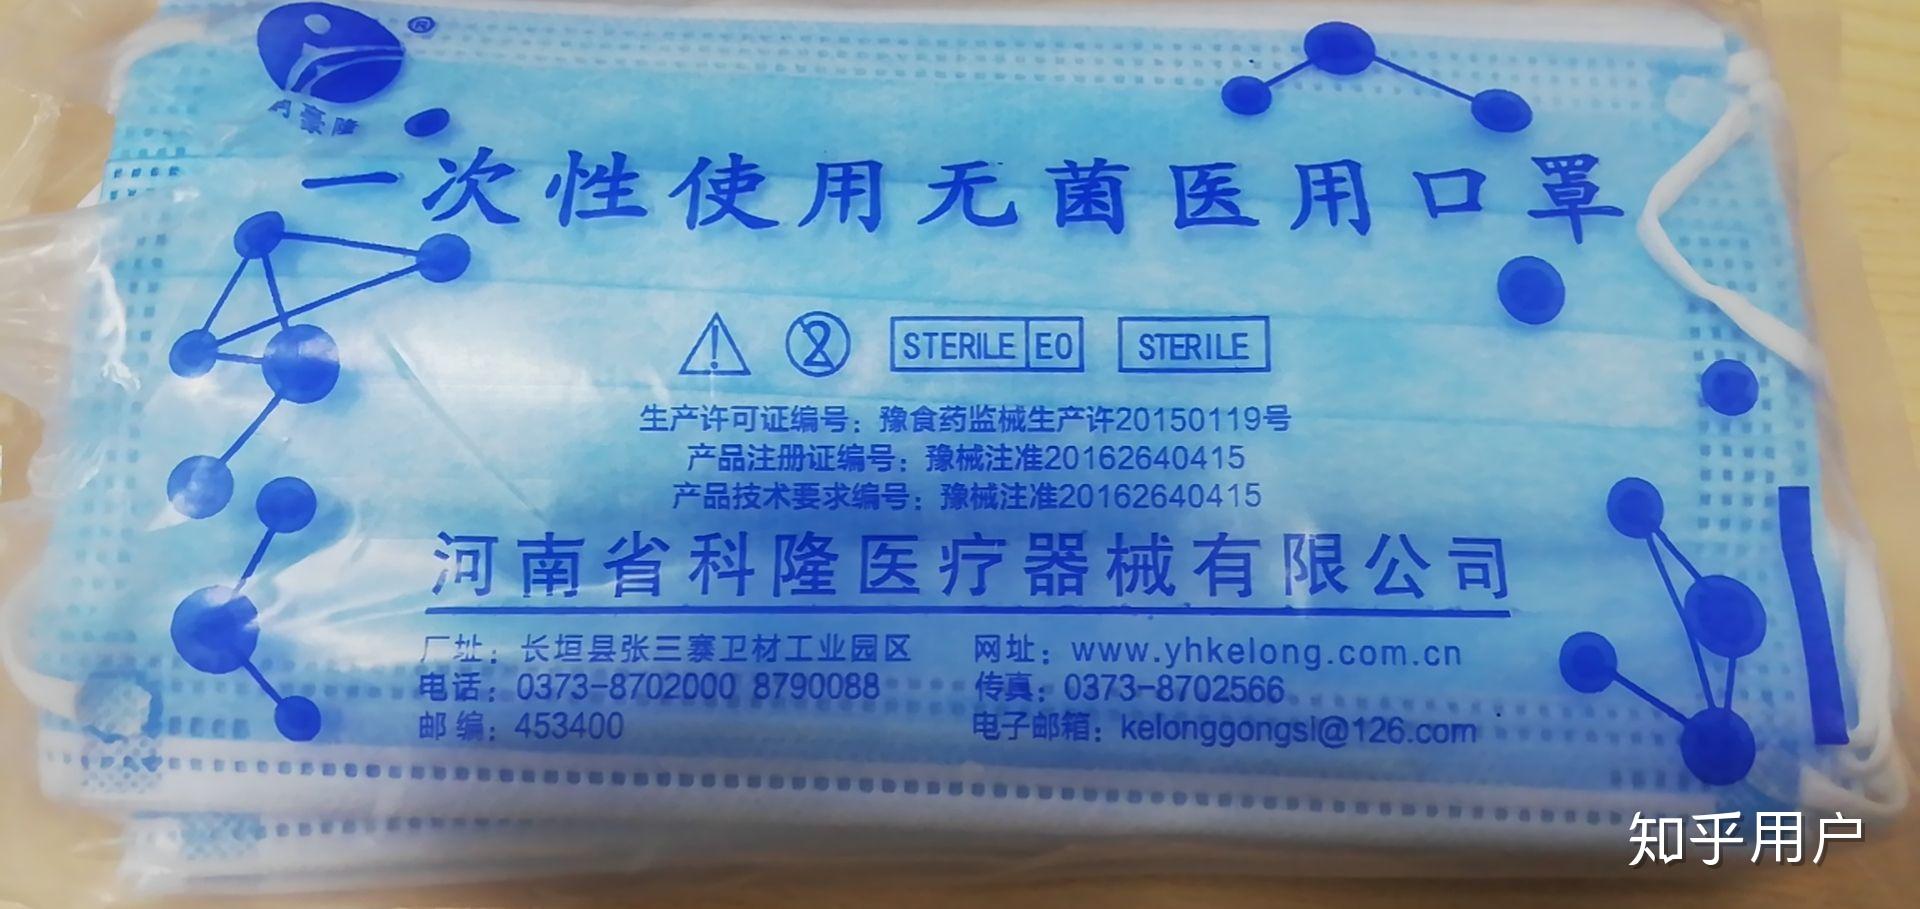 ®
一次性使用无菌医用口罩
STERILE EO STERILE
生产许可证编号：豫食药监械生产许20150119号
产品注册证编号：豫械注准20162640415
产品技术要求编号：豫械注准20162640415
河南省科隆医疗器械有限公司
厂址：长垣县张三寨卫材工业园区 网址：www.yhkelong.com.cn
电话：0373-8702000 8790088 传真：0373-8702566
邮编：453400 电子邮箱：kelonggongsi@126.com
知乎用户